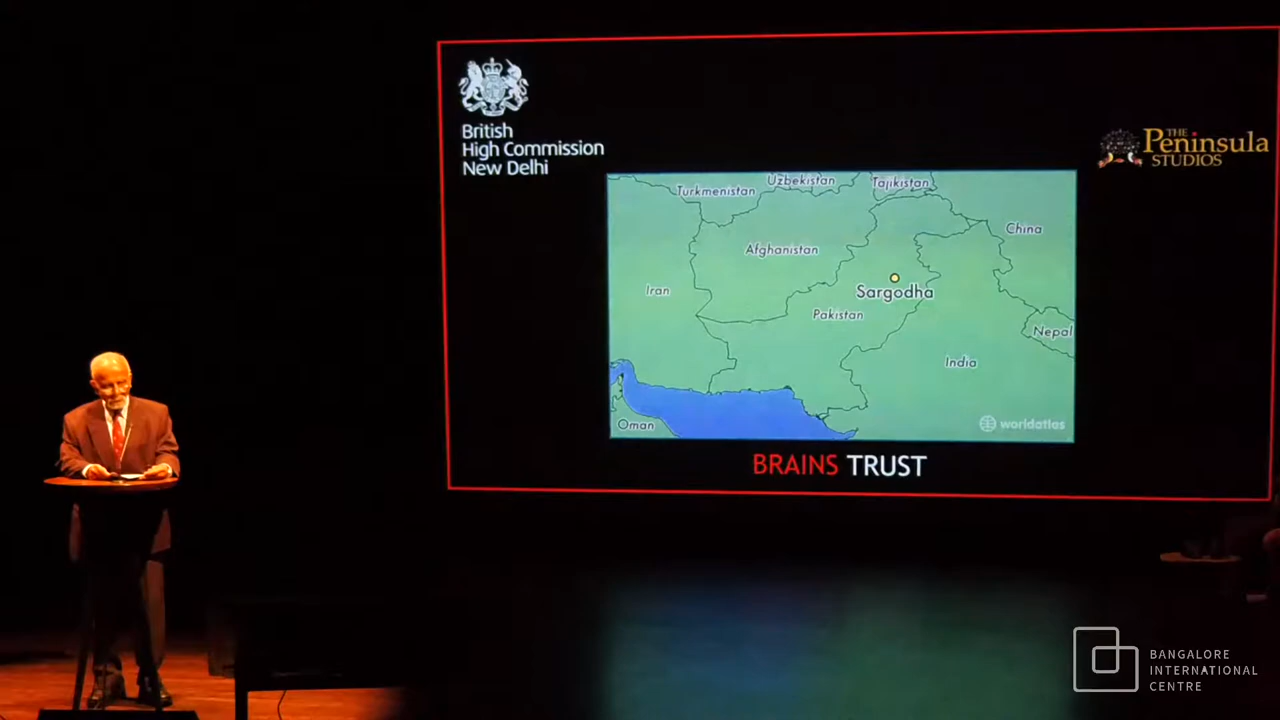 British
High Commission
New Delhi
THE
Peninsula
STUDIOS
Turkmenistan
Uzbekistan
Tajikistan
China
Afghanistan
Iran
Sargodha
Pakistan
Nepal
India
Oman
worldatlas
BRAINS TRUST
BANGALORE
INTERNATIONAL
CENTRE